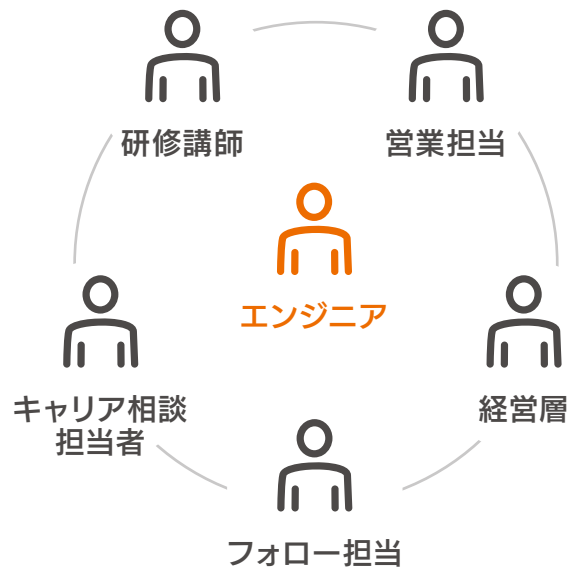 研修講師
営業担当
エンジニア
キャリア相談
担当者
経営層
フォロー担当